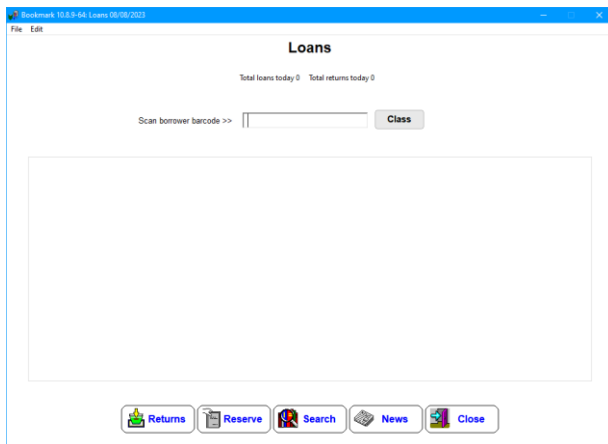 Bookmark 10.8.9-64: Loans 08/08/2023
File Edit
Loans
Total loans today 0 Total returns today 0
Scan borrower barcode >> Class
Returns Reserve Search News Close